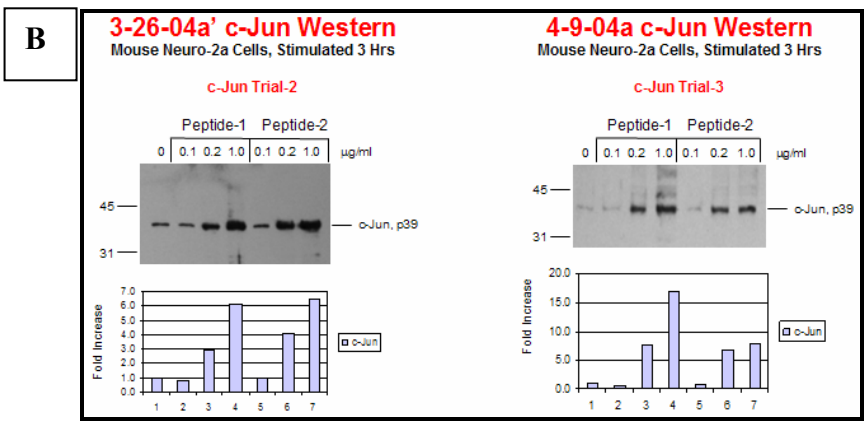 B
3-26-04a' c-Jun Western
Mouse Neuro-2a Cells, Stimulated 3 Hrs
c-Jun Trial-2
Peptide-1 Peptide-2
0 0.1 0.2 1.0 0.1 0.2 1.0 µg/ml
45
c-Jun, p39
31
7.0
6.0
5.0
4.0
3.0
2.0
1.0
0.0
Fold Increase
1 2 3 4 5 6 7
c-Jun
4-9-04a c-Jun Western
Mouse Neuro-2a Cells, Stimulated 3 Hrs
c-Jun Trial-3
Peptide-1 Peptide-2
0 0.1 0.2 1.0 0.1 0.2 1.0 µg/ml
45
c-Jun, p39
31
20.0
15.0
10.0
5.0
0.0
Fold Increase
1 2 3 4 5 6 7
c-Jun